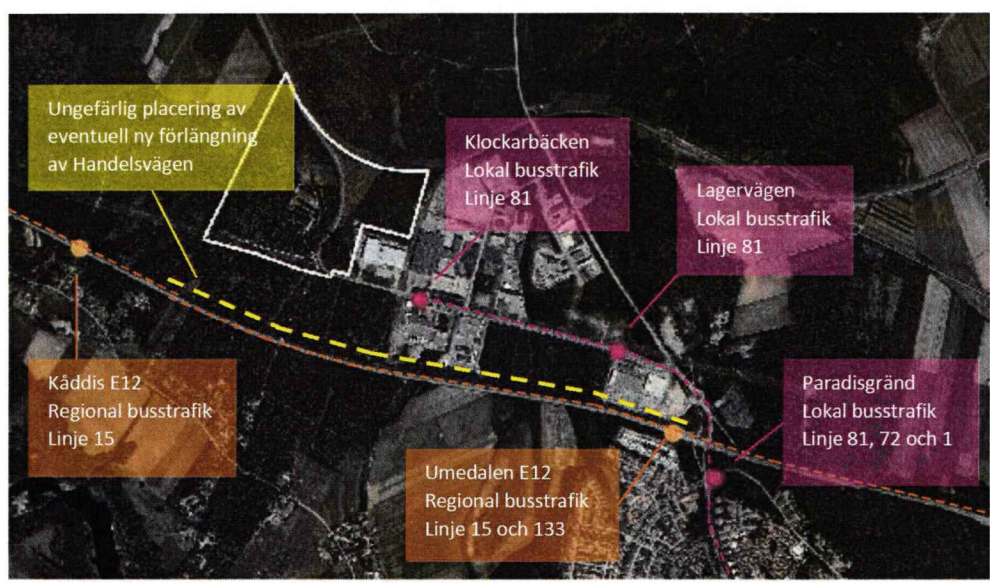 Ungefärlig placering av
eventuell ny förlängning
av Handelsvägen
Klockarbäcken
Lokal busstrafik
Linje 81
Lagervägen
Lokal busstrafik
Linje 81
Kåddis E12
Regional busstrafik
Linje 15
Umedalen E12
Regional busstrafik
Linje 15 och 133
Paradisgränd
Lokal busstrafik
Linje 81, 72 och 1